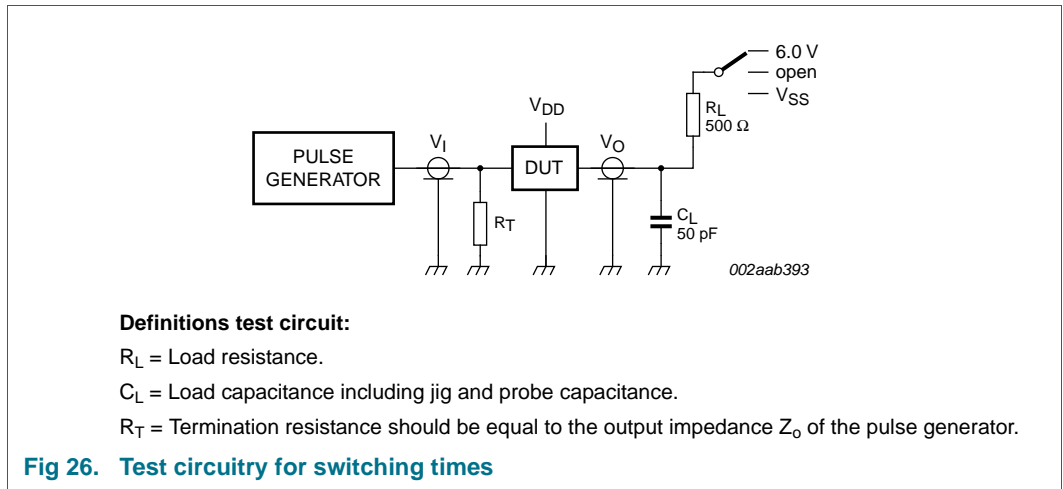 6.0 V
open
VSS
RL
500 Ω
VDD
VI
VO
PULSE
GENERATOR
DUT
RT
CL
50 pF
002aab393
Definitions test circuit:
RL = Load resistance.
CL = Load capacitance including jig and probe capacitance.
RT = Termination resistance should be equal to the output impedance Zo of the pulse generator.
Fig 26. Test circuitry for switching times